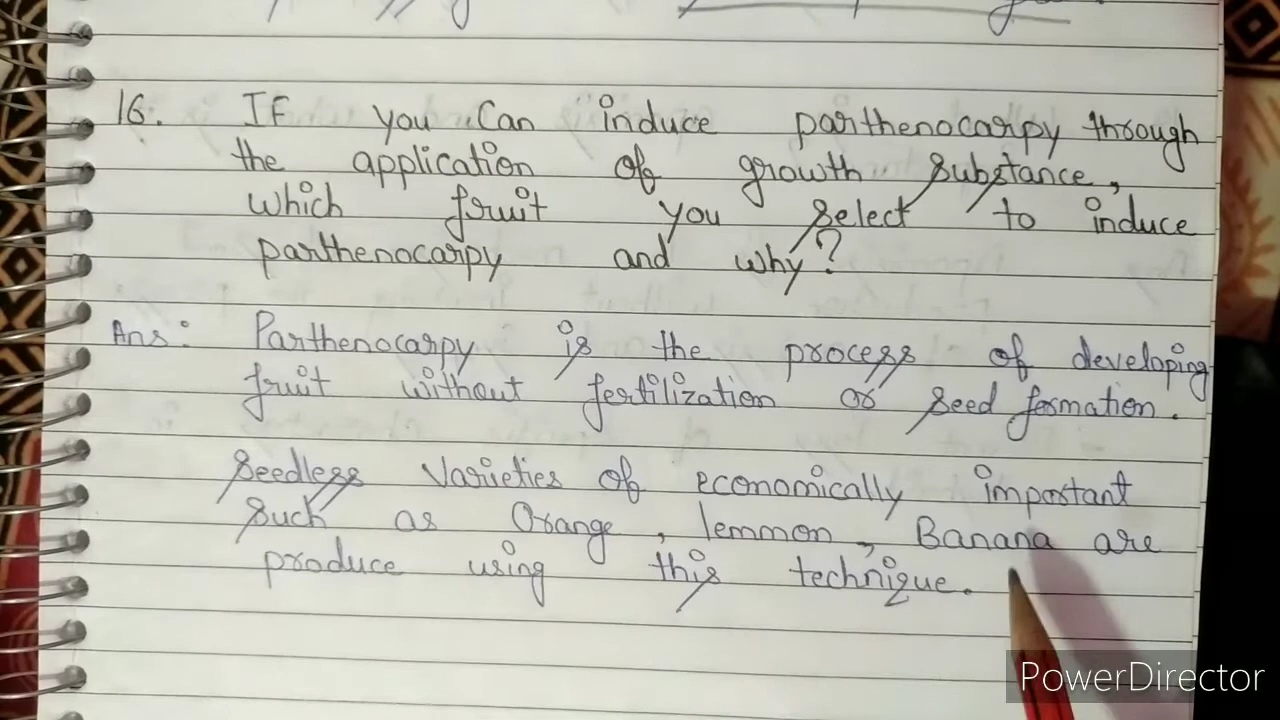 16. If you Can induce parthenocarpy through
the application of growth substance,
which fruit you select to induce
parthenocarpy and why?
Ans: Parthenocarpy is the process of developing
fruit without fertilization or seed formation.
Seedless Varieties of economically important
such as Orange, lemmon, Banana are
produce using this technique.
PowerDirector